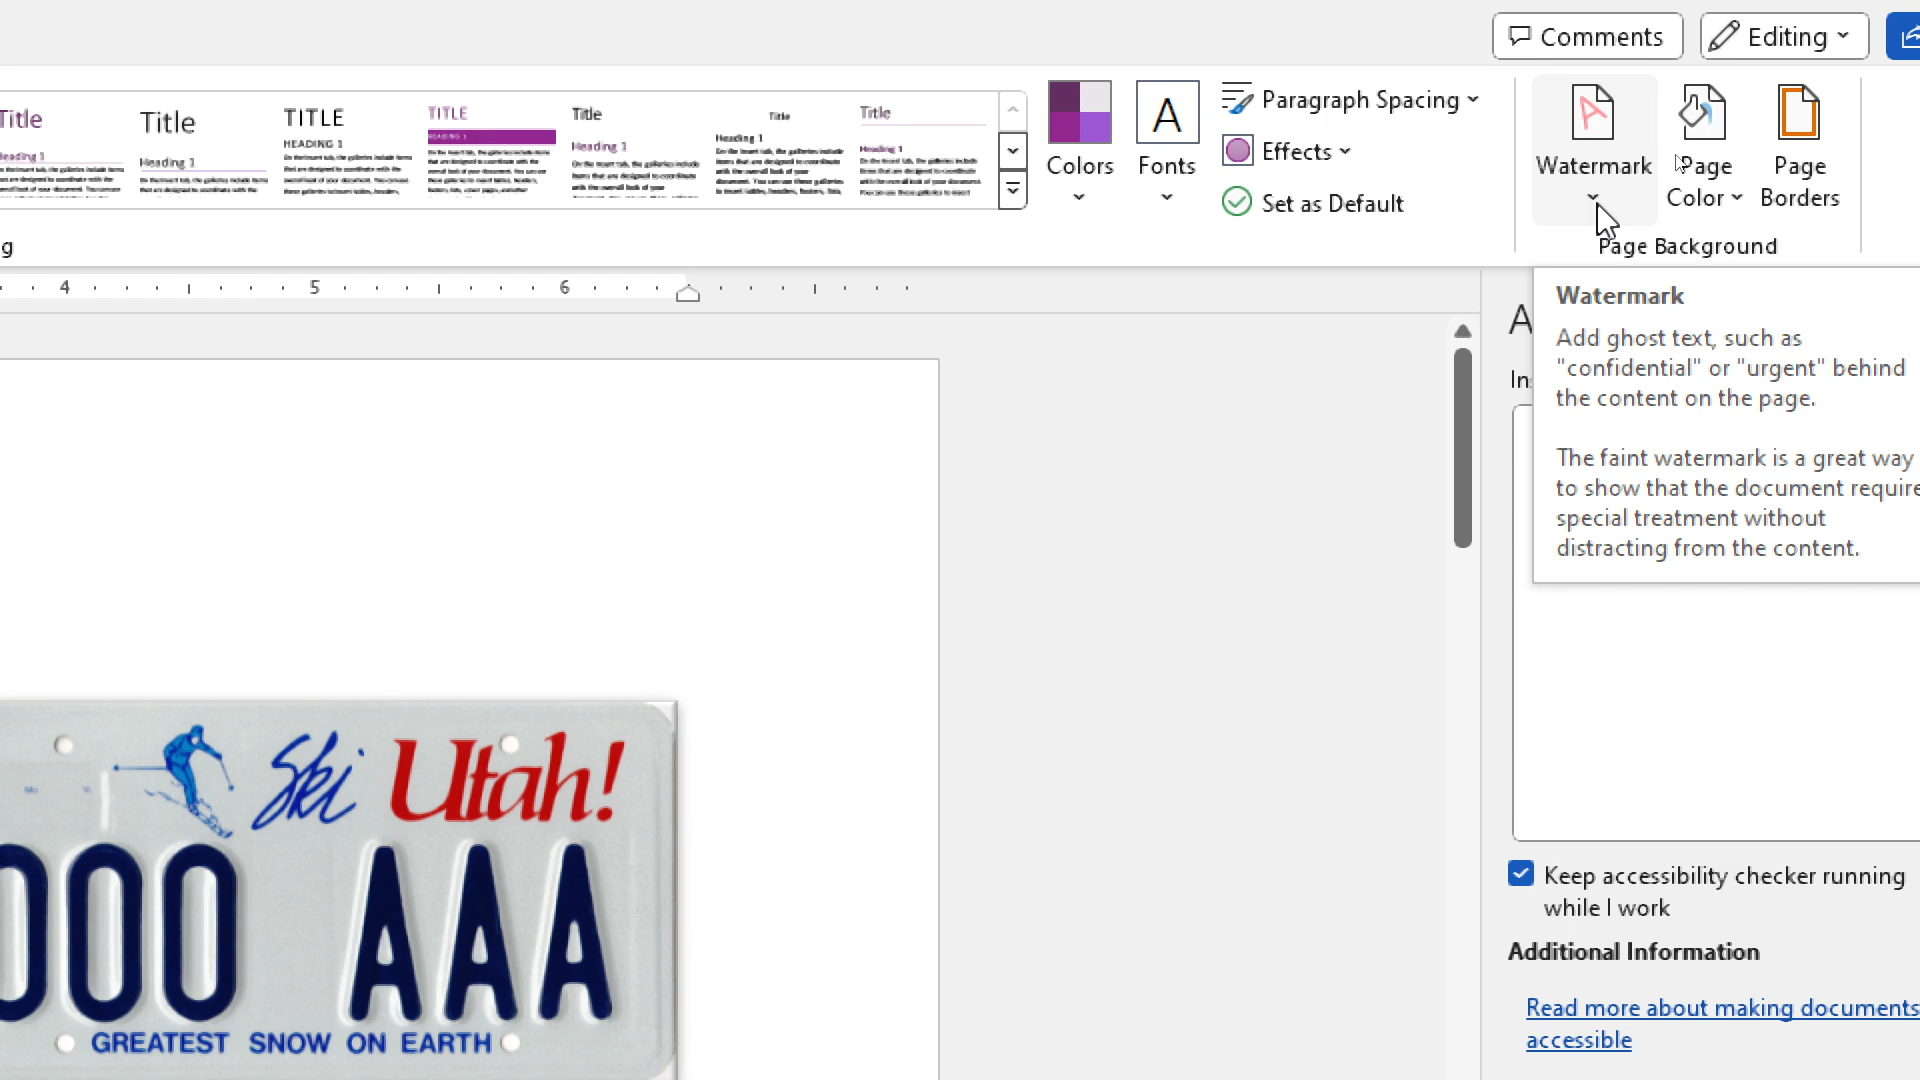 Comments
Editing
Title
TITLE
HEADING 1
TITLE
HEADING 1
Title
Heading 1
Title
Heading 1
Title
Heading 1
Title
Heading 1
Colors
Fonts
Paragraph Spacing
Effects
Set as Default
Watermark
Page
Color
Page
Borders
g
Page Background
4
5
6
Watermark
Add ghost text, such as
"confidential" or "urgent" behind
the content on the page.
The faint watermark is a great way
to show that the document require
special treatment without
distracting from the content.
A
In
Keep accessibility checker running
while I work
Additional Information
Read more about making documents
accessible
Ski Utah!
000 AAA
GREATEST SNOW ON EARTH